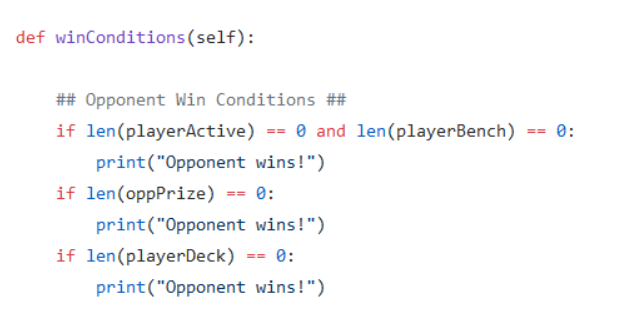 def winConditions(self):
    ## Opponent Win Conditions ##
    if len(playerActive) == 0 and len(playerBench) == 0:
        print("Opponent wins!")
    if len(oppPrize) == 0:
        print("Opponent wins!")
    if len(playerDeck) == 0:
        print("Opponent wins!")